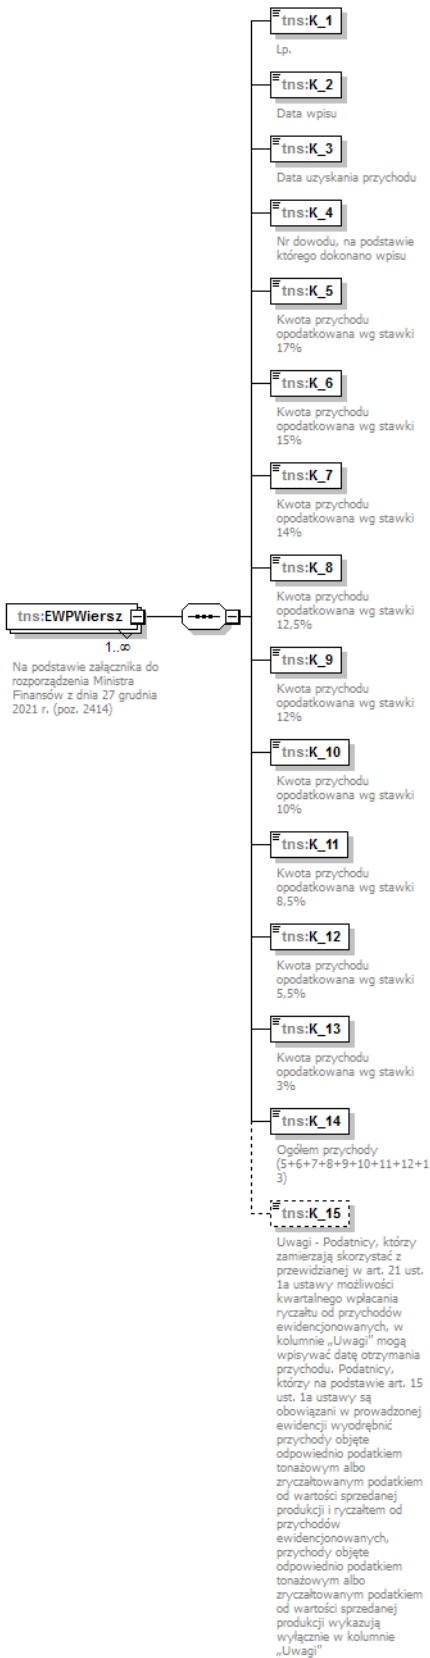 tns:K_1
Lp.
tns:K_2
Data wpisu
tns:K_3
Data uzyskania przychodu
tns:K_4
Nr dowodu, na podstawie
którego dokonano wpisu
tns:K_5
Kwota przychodu
opodatkowana wg stawki
17%
tns:K_6
Kwota przychodu
opodatkowana wg stawki
15%
tns:K_7
Kwota przychodu
opodatkowana wg stawki
14%
tns:K_8
Kwota przychodu
opodatkowana wg stawki
12,5%
tns:EWPWiersz
1..∞
Na podstawie załącznika do
rozporządzenia Ministra
Finansów z dnia 27 grudnia
2021 r. (poz. 2414)
tns:K_9
Kwota przychodu
opodatkowana wg stawki
12%
tns:K_10
Kwota przychodu
opodatkowana wg stawki
10%
tns:K_11
Kwota przychodu
opodatkowana wg stawki
8,5%
tns:K_12
Kwota przychodu
opodatkowana wg stawki
5,5%
tns:K_13
Kwota przychodu
opodatkowana wg stawki
3%
tns:K_14
Ogółem przychody
(5+6+7+8+9+10+11+12+1
3)
tns:K_15
Uwagi - Podatnicy, którzy
zamierzają skorzystać z
przewidzianej w art. 21 ust.
1a ustawy możliwości
kwartalnego wpłacania
ryczałtu od przychodów
ewidencjonowanych, w
kolumnie „Uwagi" mogą
wpisywać datę otrzymania
przychodu. Podatnicy,
którzy na podstawie art. 15
ust. 1a ustawy są
obowiązani w prowadzonej
ewidencji wyodrębnić
przychody objęte
odpowiednio podatkiem
tonażowym albo
zryczałtowanym podatkiem
od wartości sprzedanej
produkcji i ryczałtem od
przychodów
ewidencjonowanych,
przychody objęte
odpowiednio podatkiem
tonażowym albo
zryczałtowanym podatkiem
od wartości sprzedanej
produkcji wykazują
wyłącznie w kolumnie
„Uwagi"